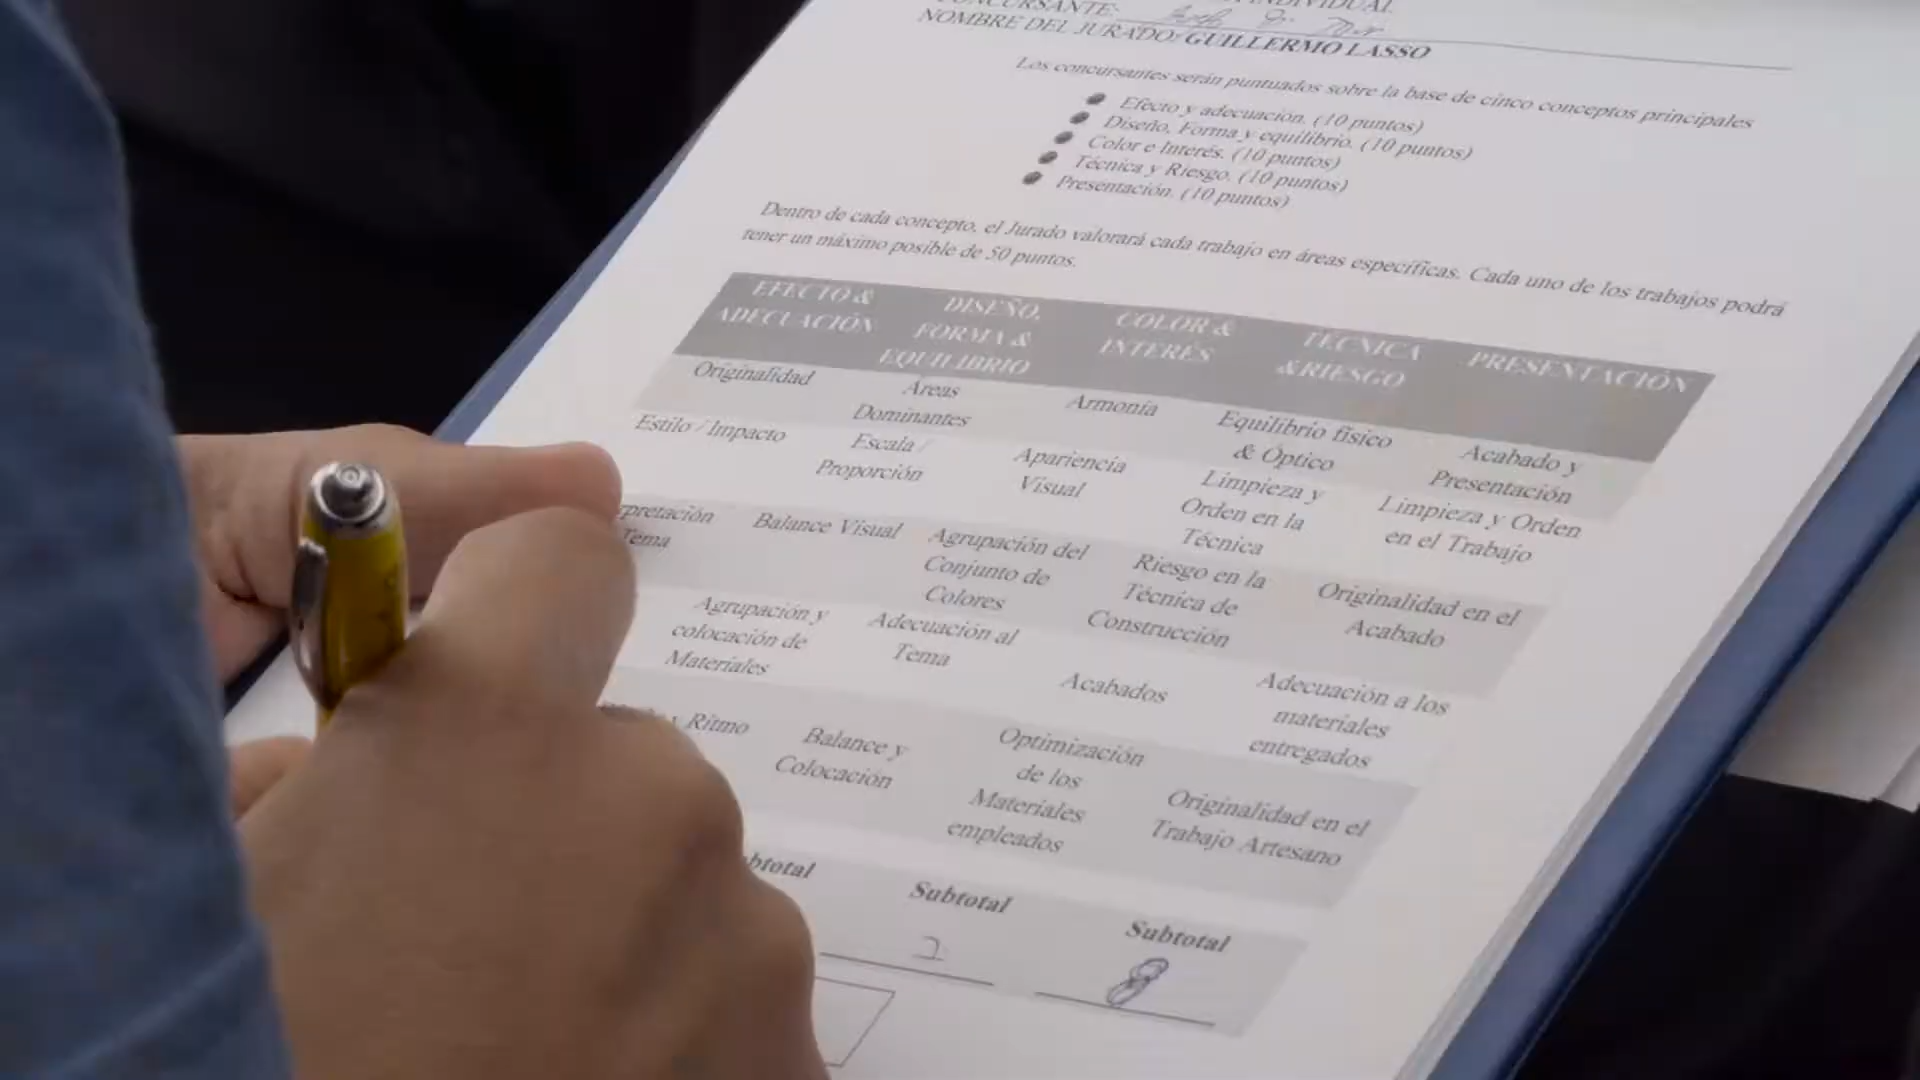 INDIVIDUAL
CONCURSANTE:
NOMBRE DEL JURADO: GUILLERMO LASSO
Los concursantes serán puntuados sobre la base de cinco conceptos principales
Efecto y adecuación. (10 puntos)
Diseño, Forma y equilibrio. (10 puntos)
Color e Interés. (10 puntos)
Técnica y Riesgo. (10 puntos)
Presentación. (10 puntos)
Dentro de cada concepto, el Jurado valorará cada trabajo en áreas específicas. Cada uno de los trabajos podrá
tener un máximo posible de 50 puntos.
EFECTO &
ADECUACIÓN
DISEÑO,
FORMA &
EQUILIBRIO
COLOR &
INTERÉS
TÉCNICA
&RIESGO
PRESENTACIÓN
Originalidad
Áreas
Dominantes
Armonía
Equilibrio físico
& Óptico
Acabado y
Presentación
Estilo / Impacto
Escala /
Proporción
Apariencia
Visual
Limpieza y
Orden en la
Técnica
Limpieza y Orden
en el Trabajo
rpretación
Tema
Balance Visual
Agrupación del
Conjunto de
Colores
Riesgo en la
Técnica de
Construcción
Originalidad en el
Acabado
Agrupación y
colocación de
Materiales
Adecuación al
Tema
Acabados
Adecuación a los
materiales
entregados
y Ritmo
Balance y
Colocación
Optimización
de los
Materiales
empleados
Originalidad en el
Trabajo Artesano
btotal
Subtotal
Subtotal
8